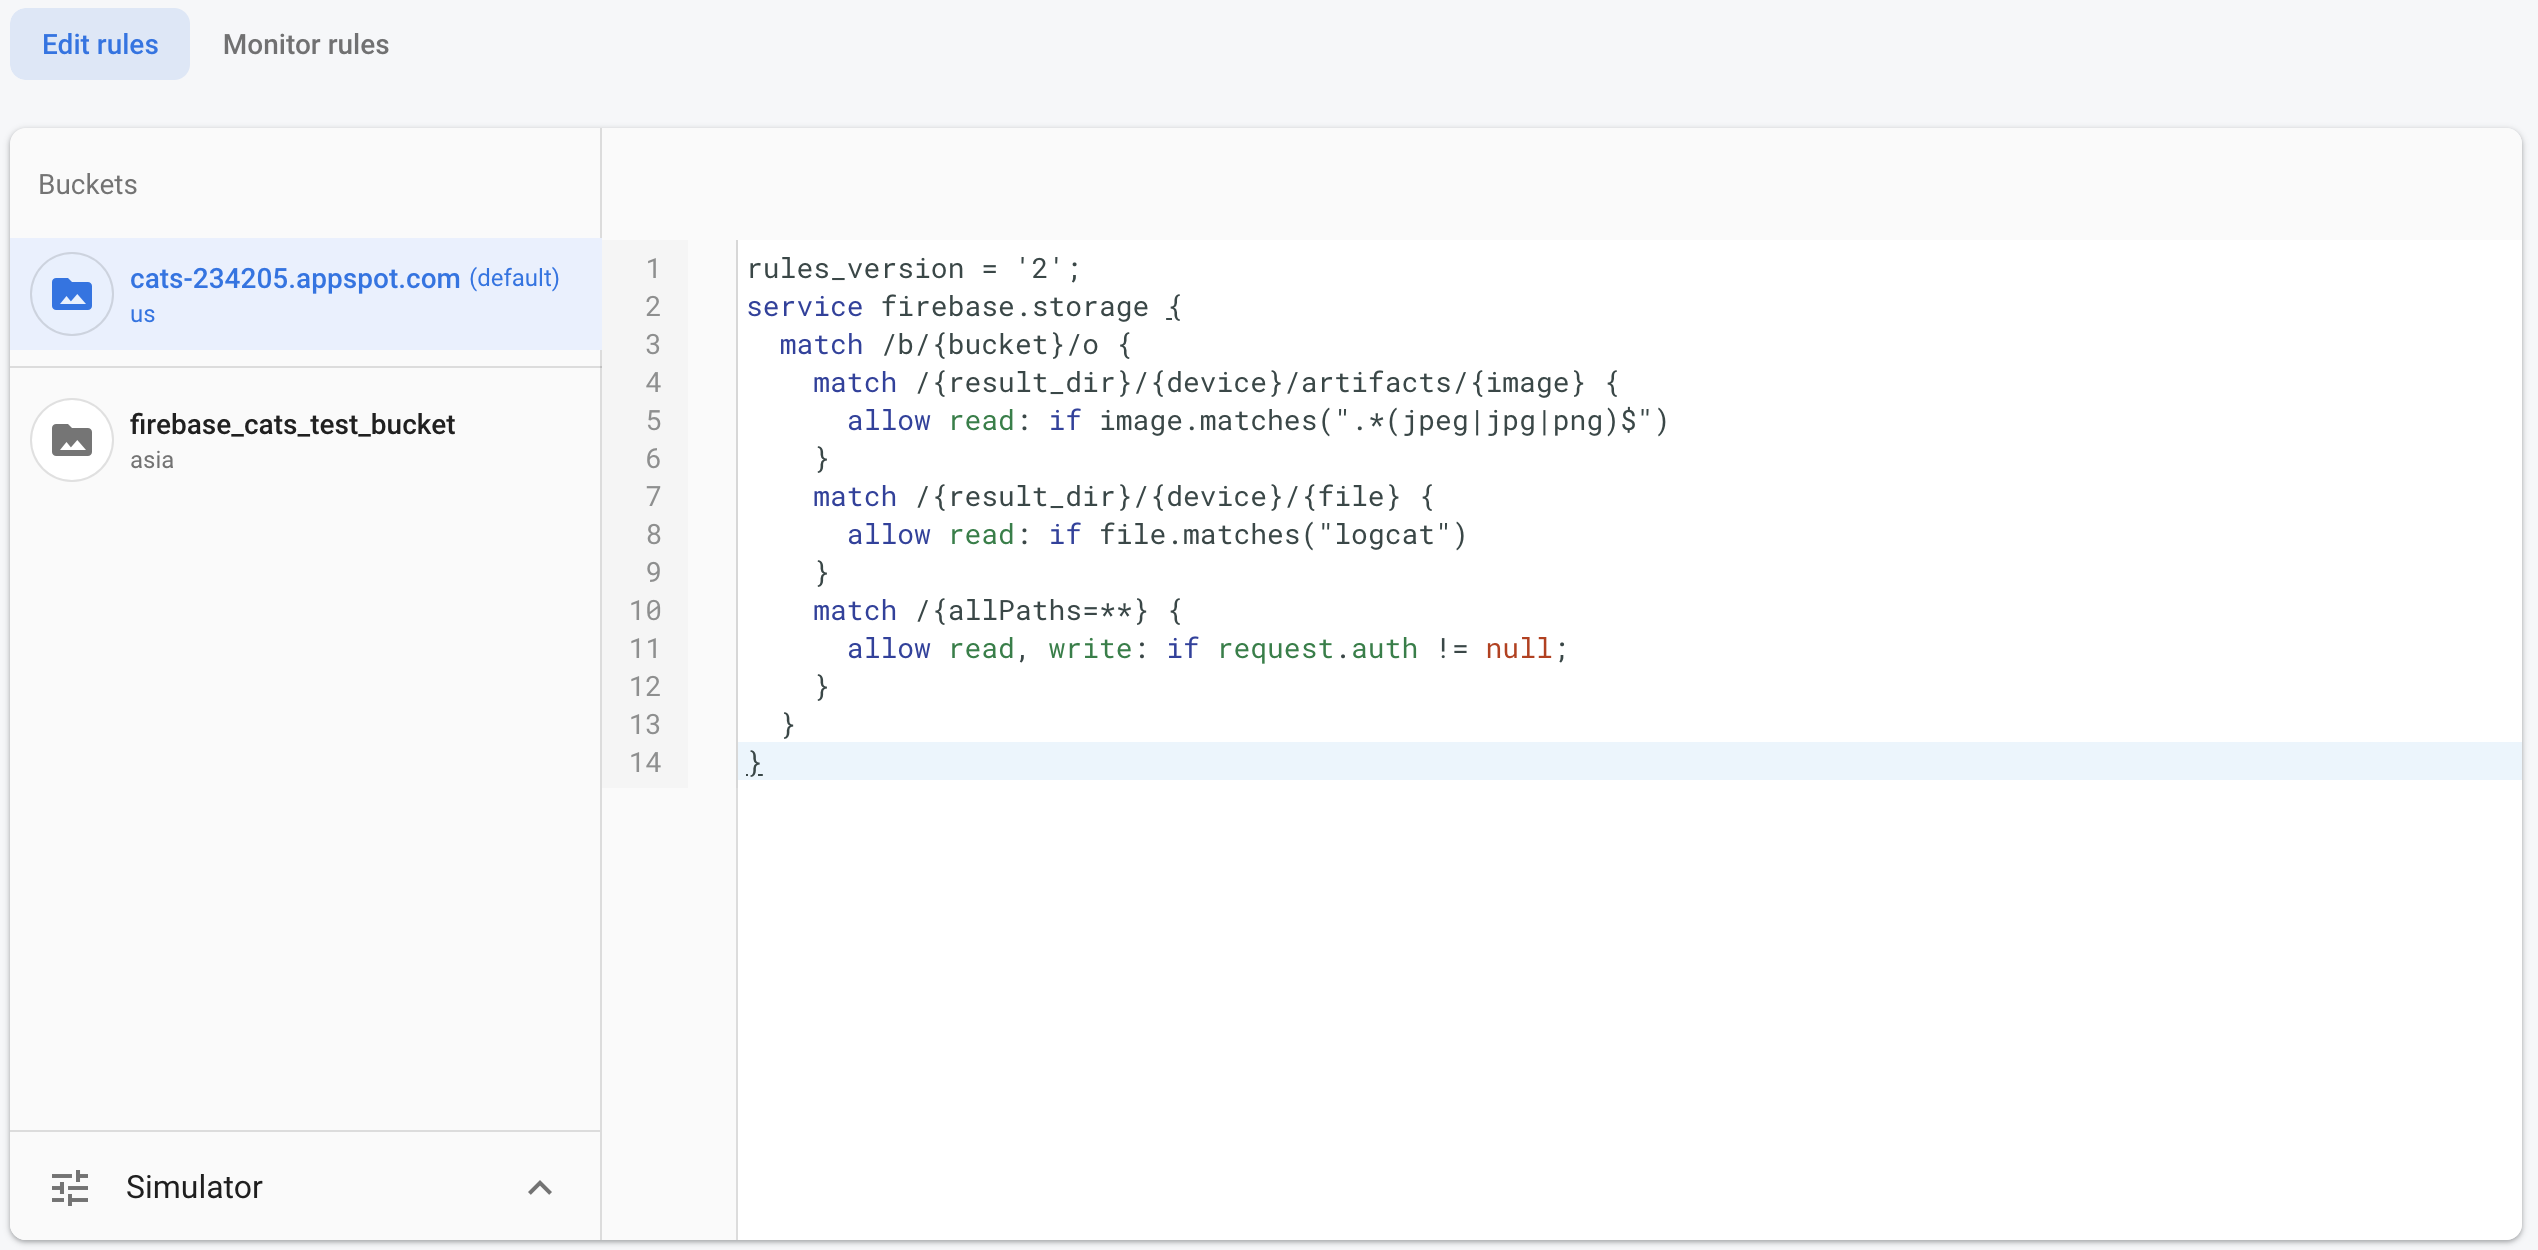 Edit rules Monitor rules
Buckets
cats-234205.appspot.com (default)
us
firebase_cats_test_bucket
asia
Simulator
1 rules_version = '2';
2 service firebase.storage {
3   match /b/{bucket}/o {
4     match /{result_dir}/{device}/artifacts/{image} {
5       allow read: if image.matches(".*(jpeg|jpg|png)$")
6     }
7     match /{result_dir}/{device}/{file} {
8       allow read: if file.matches("logcat")
9     }
10     match /{allPaths=**} {
11       allow read, write: if request.auth != null;
12     }
13   }
14 }